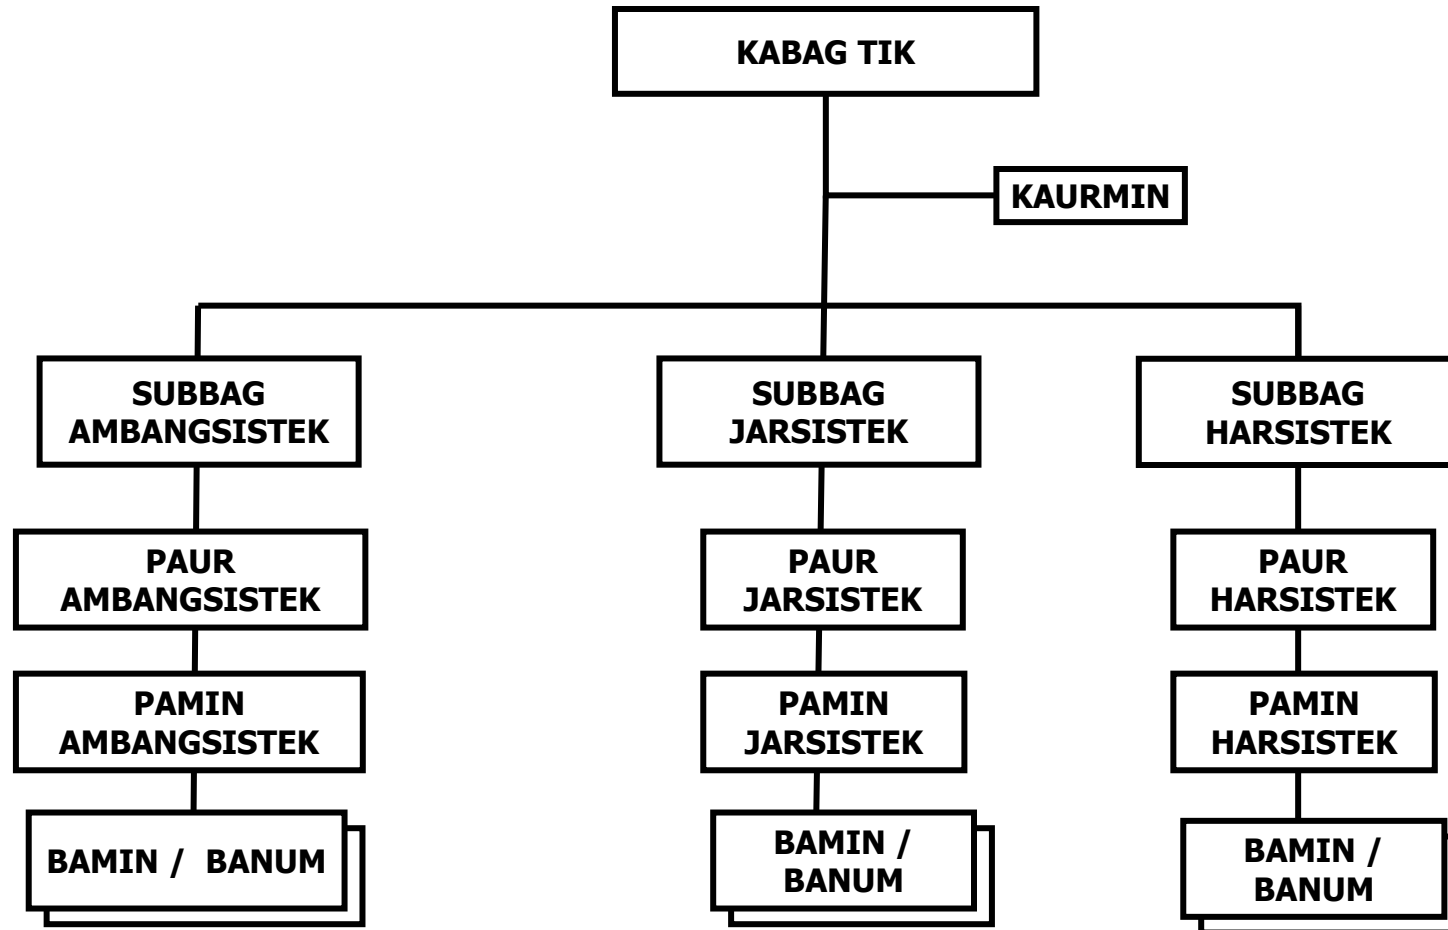 KABAG TIK
KAURMIN
SUBBAG
AMBANGSISTEK
SUBBAG
JARSISTEK
SUBBAG
HARSISTEK
PAUR
AMBANGSISTEK
PAUR
JARSISTEK
PAUR
HARSISTEK
PAMIN
AMBANGSISTEK
PAMIN
JARSISTEK
PAMIN
HARSISTEK
BAMIN / BANUM
BAMIN /
BANUM
BAMIN /
BANUM